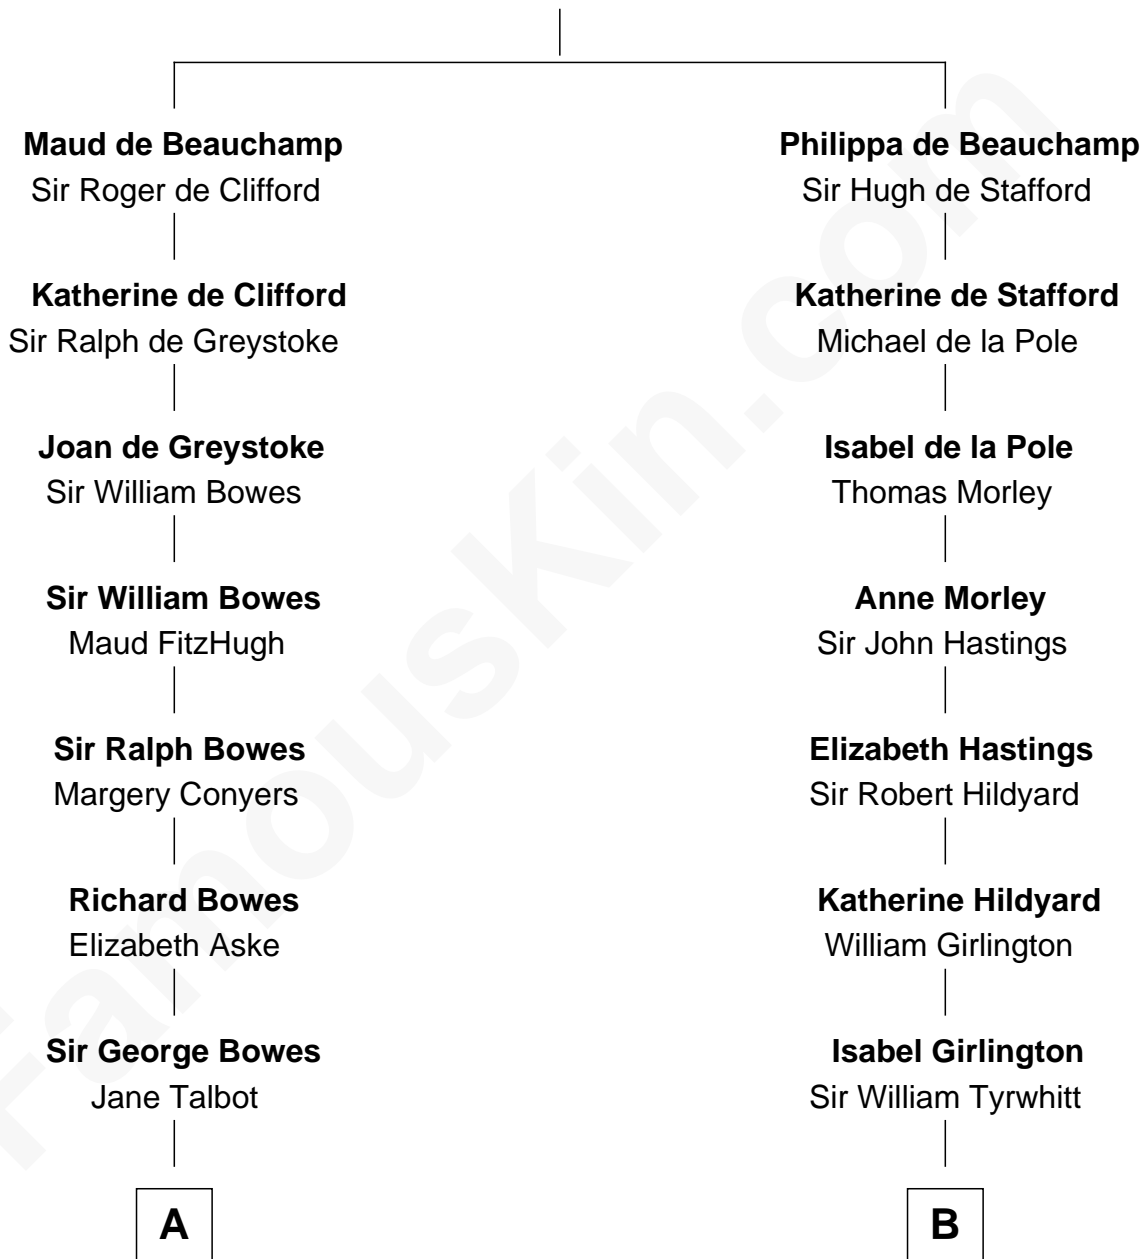 Maud de Beauchamp
Sir Roger de Clifford
Katherine de Clifford
Sir Ralph de Greystoke
Joan de Greystoke
Sir William Bowes
Sir William Bowes
Maud FitzHugh
Sir Ralph Bowes
Margery Conyers
Richard Bowes
Elizabeth Aske
Sir George Bowes
Jane Talbot
A
Philippa de Beauchamp
Sir Hugh de Stafford
Katherine de Stafford
Michael de la Pole
Isabel de la Pole
Thomas Morley
Anne Morley
Sir John Hastings
Elizabeth Hastings
Sir Robert Hildyard
Katherine Hildyard
William Girlington
Isabel Girlington
Sir William Tyrwhitt
B
FamousKin.com